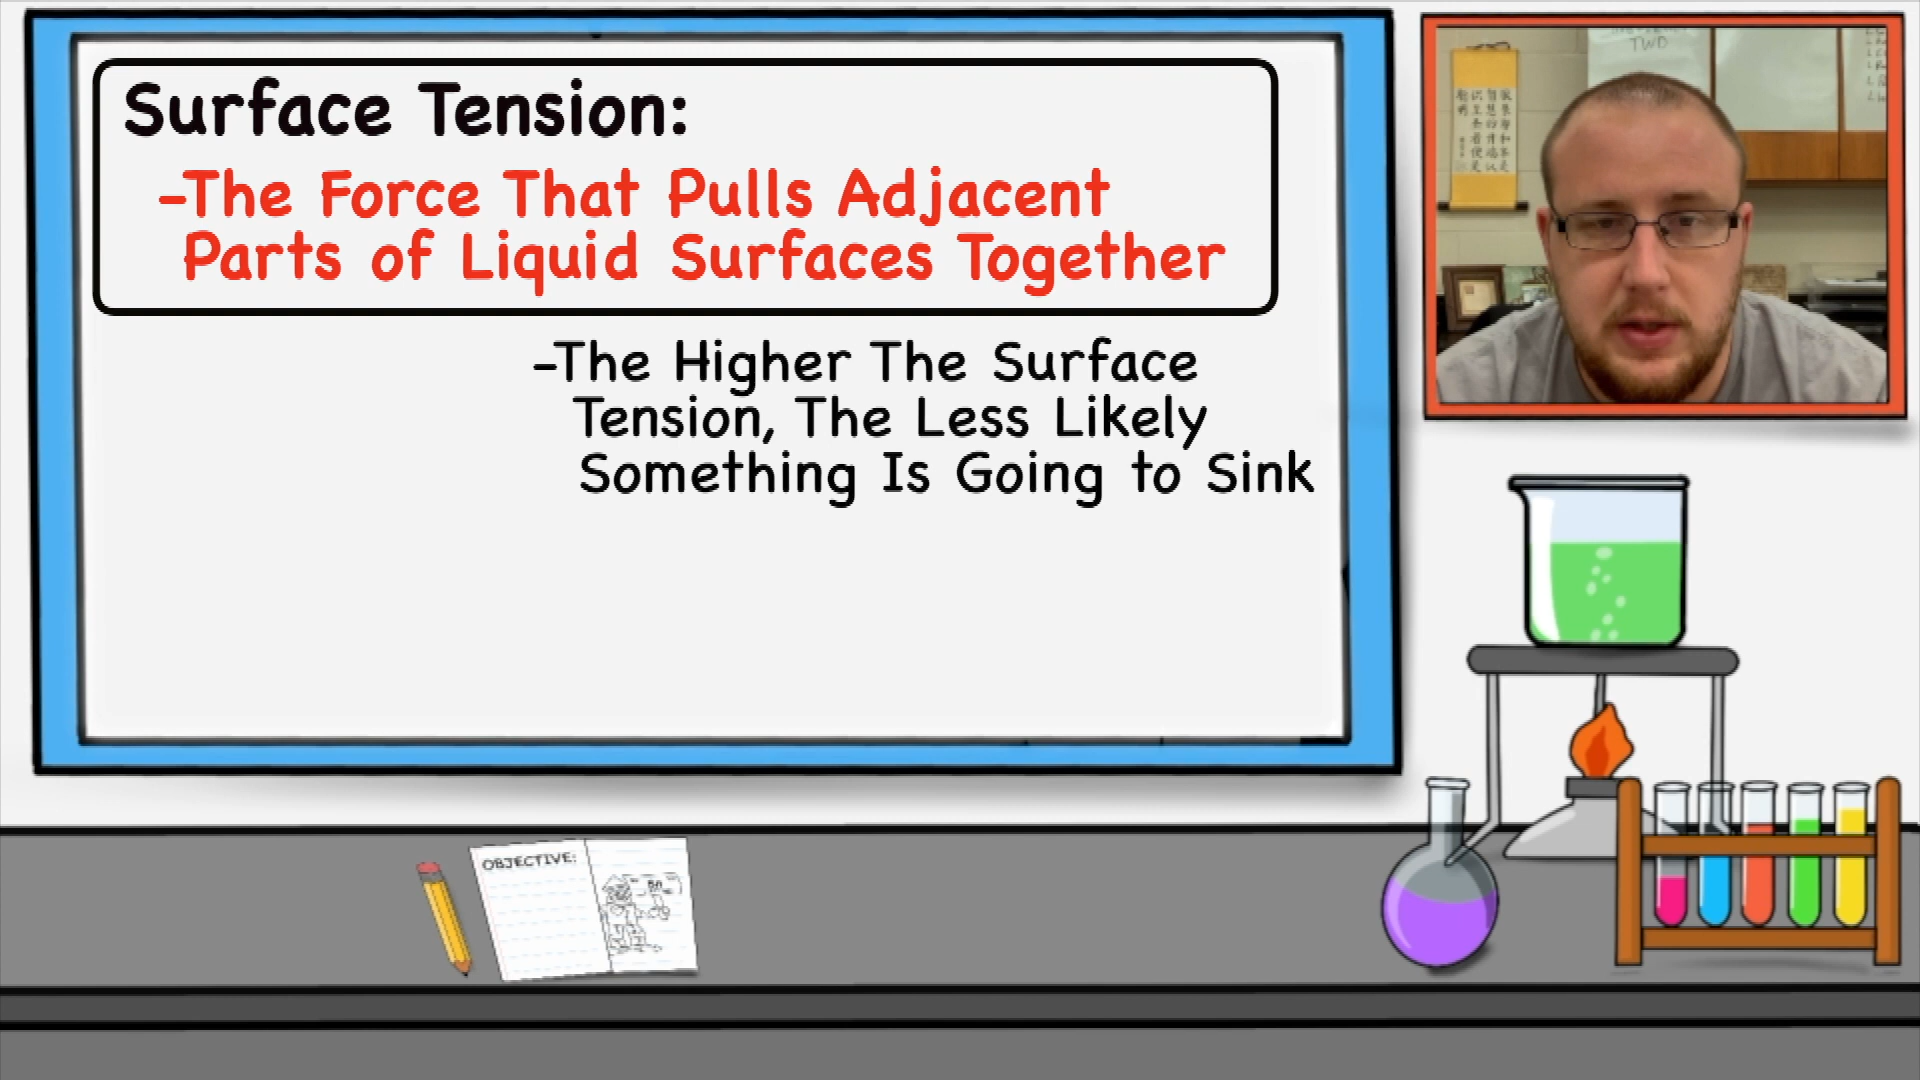 Surface Tension:
-The Force That Pulls Adjacent
Parts of Liquid Surfaces Together
-The Higher The Surface
Tension, The Less Likely
Something Is Going to Sink
TWO
OBJECTIVE: